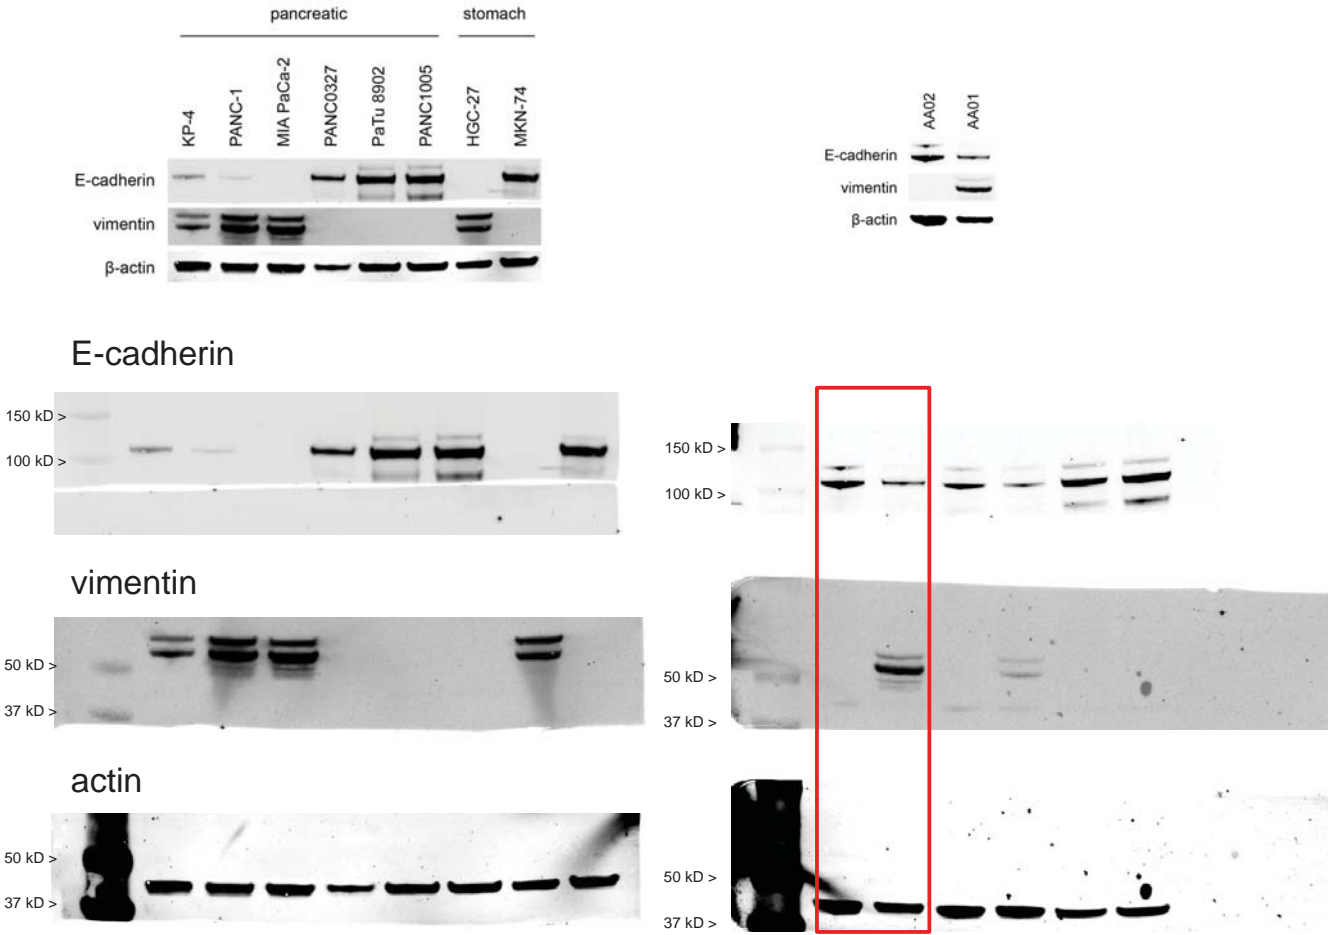 pancreatic stomach
KP-4 PANC-1 MIA PaCa-2 PANC0327 PaTu 8902 PANC1005 HGC-27 MKN-74
E-cadherin
vimentin
β-actin
AA02 AA01
E-cadherin
vimentin
β-actin
E-cadherin
150 kD >
100 kD >
150 kD >
100 kD >
vimentin
50 kD >
37 kD >
50 kD >
37 kD >
actin
50 kD >
37 kD >
50 kD >
37 kD >